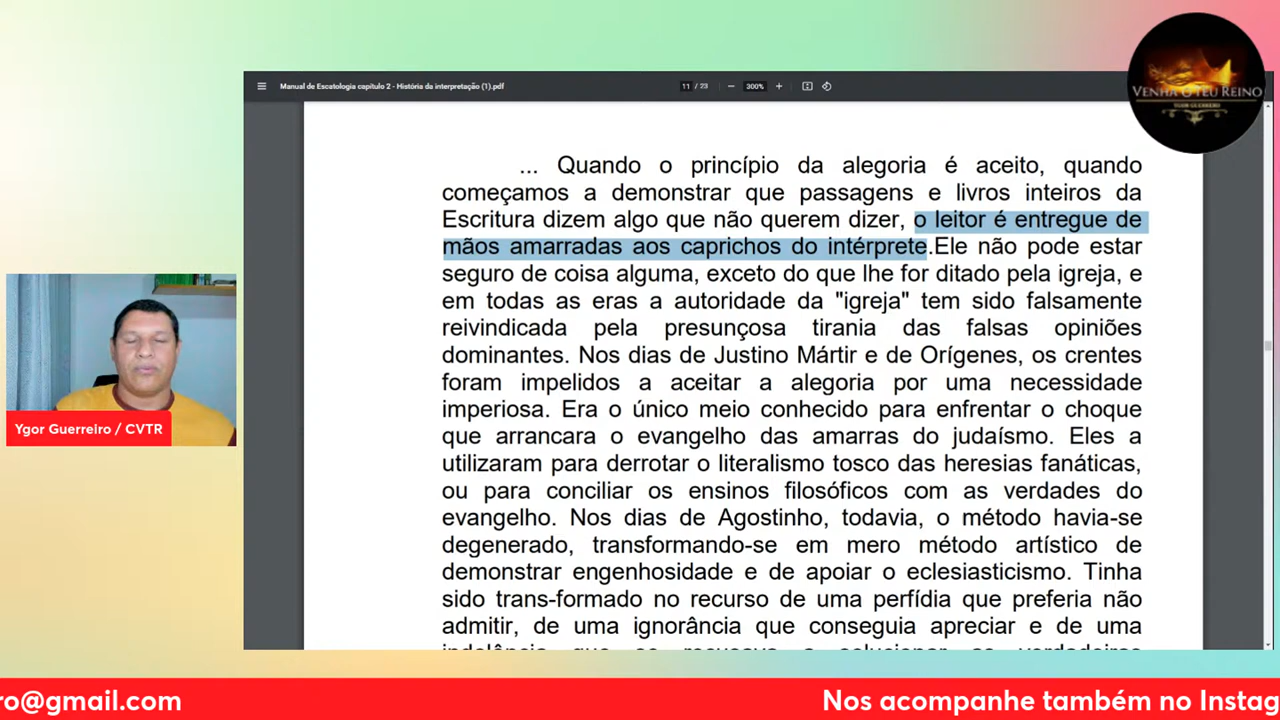 Manual de Escatologia capítulo 2 - História da interpretação (1).pdf
11 / 23
300%
VENHA O TEU REINO
YGOR GUERREIRO
... Quando o princípio da alegoria é aceito, quando
começamos a demonstrar que passagens e livros inteiros da
Escritura dizem algo que não querem dizer, o leitor é entregue de
mãos amarradas aos caprichos do intérprete.Ele não pode estar
seguro de coisa alguma, exceto do que lhe for ditado pela igreja, e
em todas as eras a autoridade da "igreja" tem sido falsamente
reivindicada pela presunçosa tirania das falsas opiniões
dominantes. Nos dias de Justino Mártir e de Orígenes, os crentes
foram impelidos a aceitar a alegoria por uma necessidade
imperiosa. Era o único meio conhecido para enfrentar o choque
que arrancara o evangelho das amarras do judaísmo. Eles a
utilizaram para derrotar o literalismo tosco das heresias fanáticas,
ou para conciliar os ensinos filosóficos com as verdades do
evangelho. Nos dias de Agostinho, todavia, o método havia-se
degenerado, transformando-se em mero método artístico de
demonstrar engenhosidade e de apoiar o eclesiasticismo. Tinha
sido trans-formado no recurso de uma perfídia que preferia não
admitir, de uma ignorância que conseguia apreciar e de uma
Ygor Guerreiro / CVTR
ro@gmail.com
Nos acompanhe também no Instag